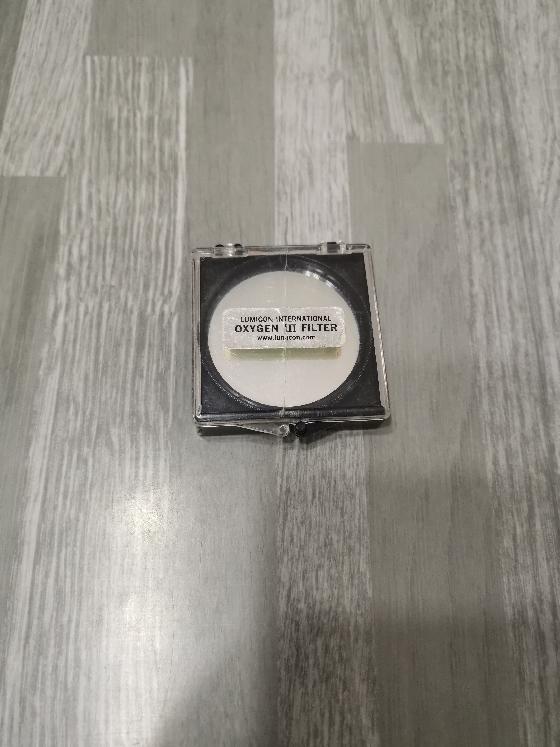 LUMICON INTERNATIONAL
OXYGEN III FILTER
www.lumicon.com